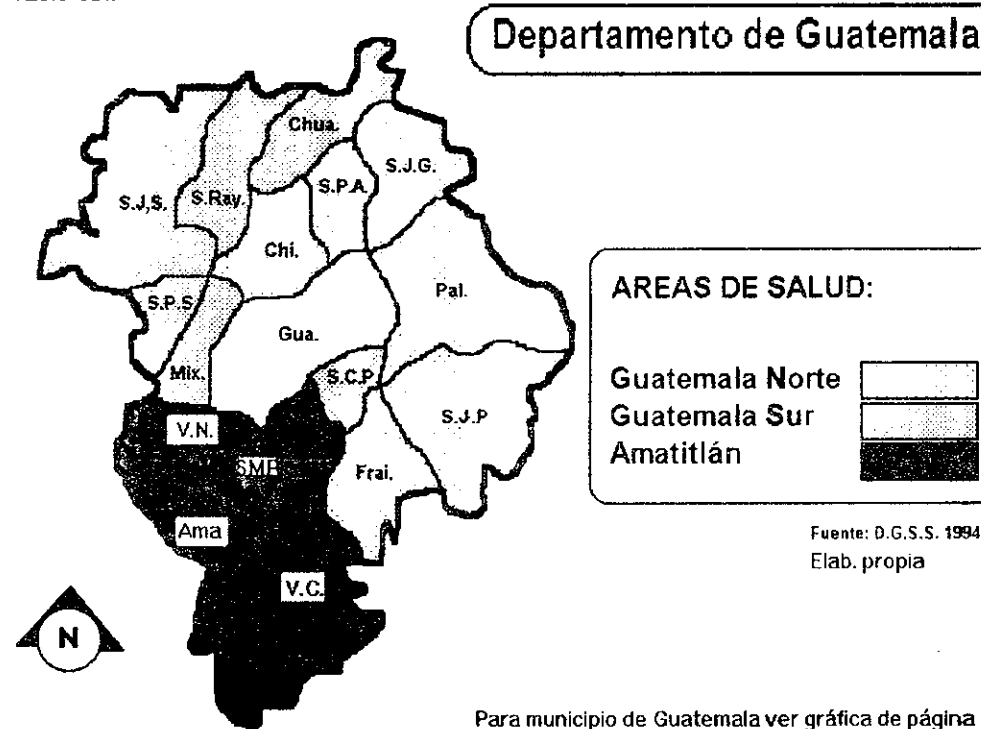 Departamento de Guatemala
Chua.
S.J.G.
S.P.A.
S.J,S.
S.Ray.
Chi.
Pal.
S.P.S
Gua.
Mix.
S.C.P
S.J.P
V.N.
SMP
Frai.
Ama
V.C.
N
AREAS DE SALUD:
Guatemala Norte
Guatemala Sur
Amatitlán
Fuente: D.G.S.S. 1994
Elab. propia
Para municipio de Guatemala ver gráfica de página